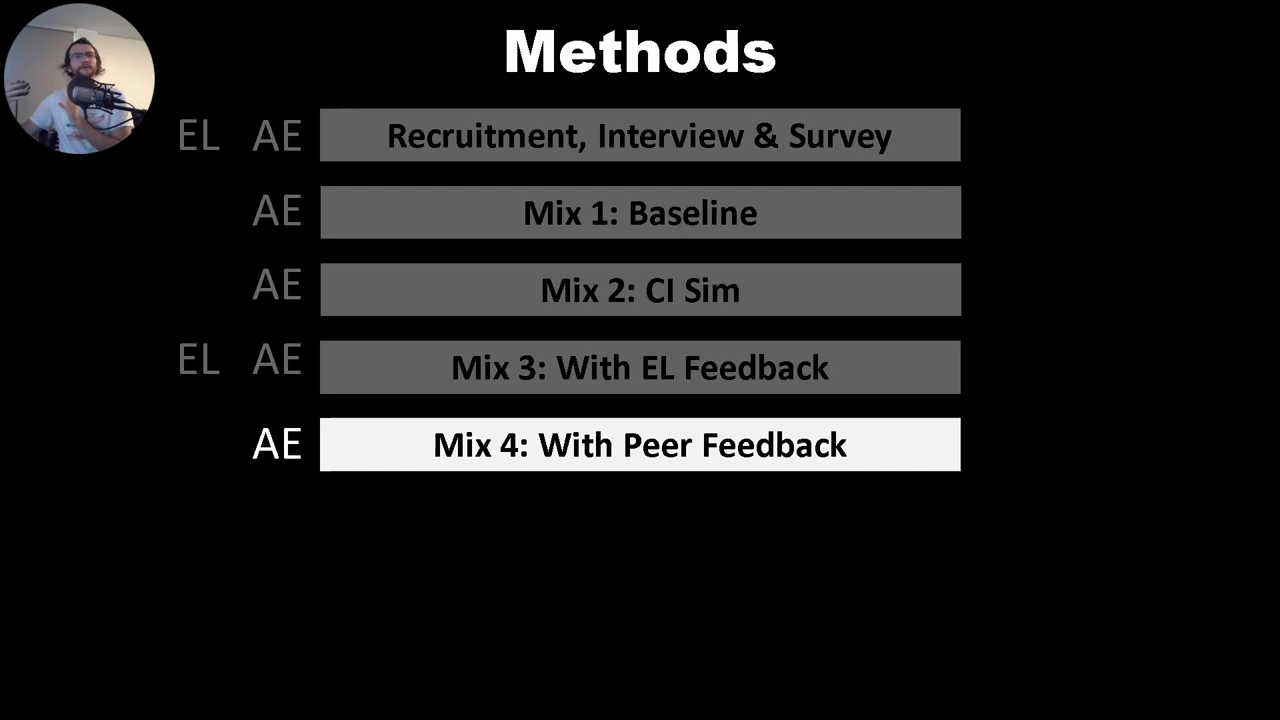 Methods
EL AE Recruitment, Interview & Survey
AE Mix 1: Baseline
AE Mix 2: CI Sim
EL AE Mix 3: With EL Feedback
AE Mix 4: With Peer Feedback